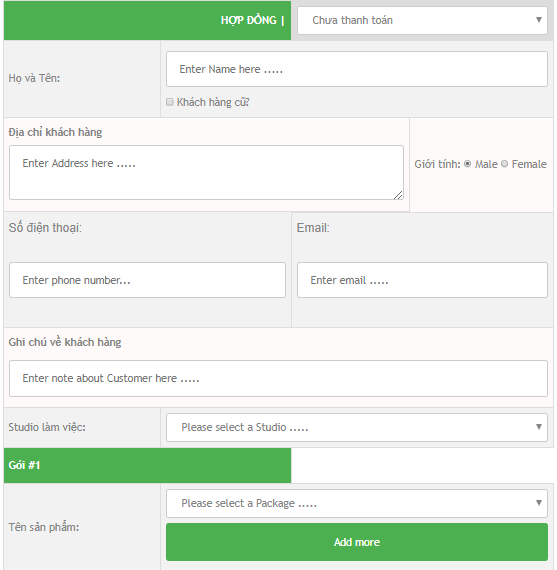 HỢP ĐỒNG | Chưa thanh toán
Họ và Tên:
Enter Name here .....
Khách hàng cũ?
Địa chỉ khách hàng
Enter Address here .....
Giới tính: Male Female
Số điện thoại: Email:
Enter phone number... Enter email .....
Ghi chú về khách hàng
Enter note about Customer here .....
Studio làm việc: Please select a Studio .....
Gói #1
Tên sản phẩm:
Please select a Package .....
Add more